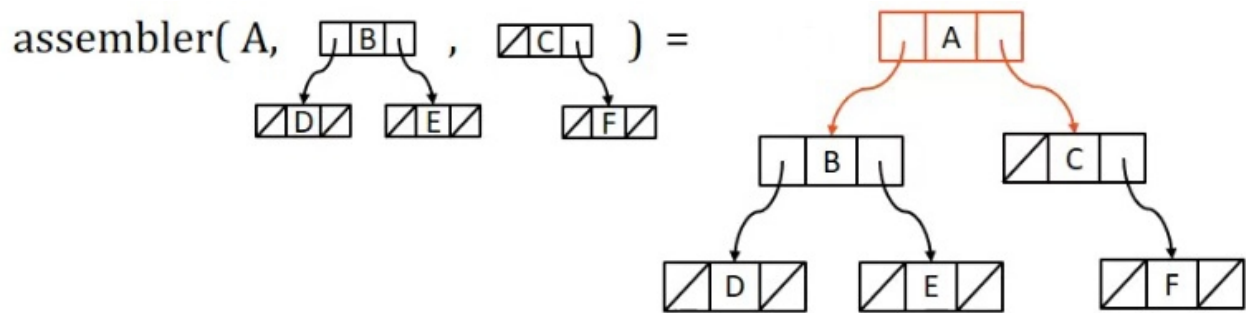 assembler( A, B , C ) = A
D E F B C
D E F